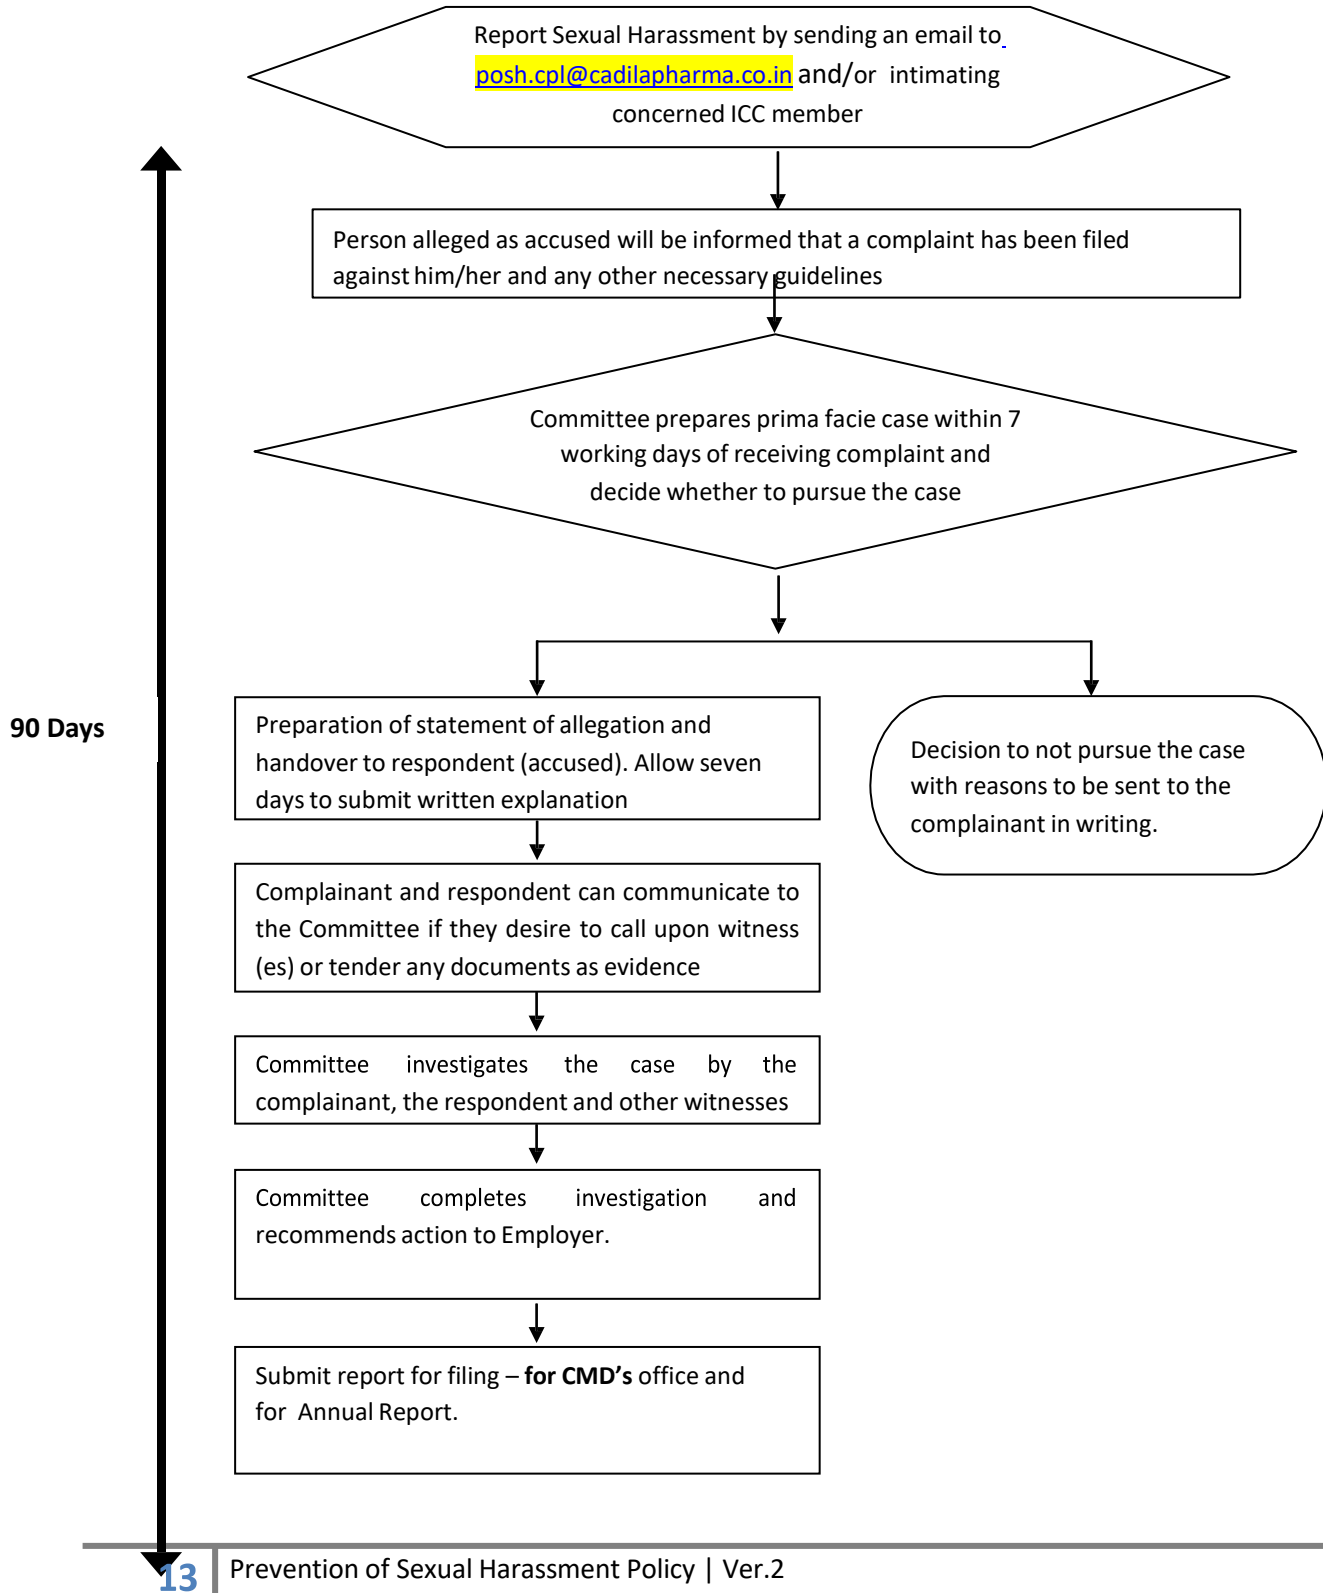 Report Sexual Harassment by sending an email to
posh.cpl@cadilapharma.co.in and/or intimating
concerned ICC member
Person alleged as accused will be informed that a complaint has been filed
against him/her and any other necessary guidelines
Committee prepares prima facie case within 7
working days of receiving complaint and
decide whether to pursue the case
90 Days
Preparation of statement of allegation and
handover to respondent (accused). Allow seven
days to submit written explanation
Decision to not pursue the case
with reasons to be sent to the
complainant in writing.
Complainant and respondent can communicate to
the Committee if they desire to call upon witness
(es) or tender any documents as evidence
Committee investigates the case by the
complainant, the respondent and other witnesses
Committee completes investigation and
recommends action to Employer.
Submit report for filing – for CMD's office and
for Annual Report.
13 Prevention of Sexual Harassment Policy | Ver.2